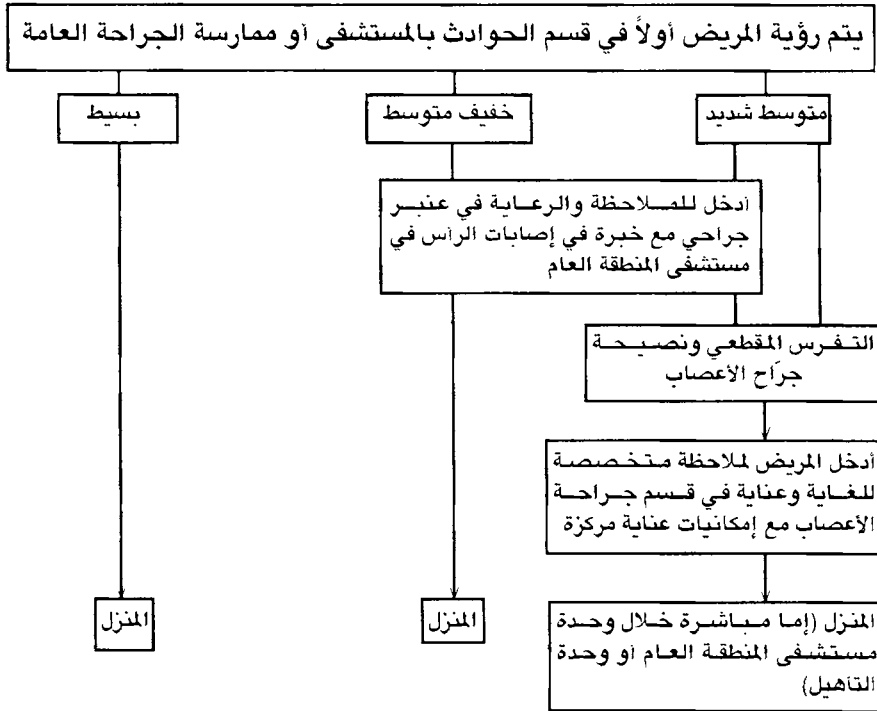 يتم رؤية المريض أولاً في قسم الحوادث بالمستشفى أو ممارسة الجراحة العامة
متوسط شديد
خفيف متوسط
بسيط
أدخل للملاحظة والرعاية في عنبر
جراحي مع خبرة في إصابات الرأس في
مستشفى المنطقة العام
التفرس المقطعي ونصيحة
جرَاح الأعصاب
أدخل المريض لملاحظة متخصصة
للغاية وعناية في قسم جراحة
الأعصاب مع إمكانيات عناية مركزة
المنزل (إما مباشرة خلال وحدة
مستشفى المنطقة العام أو وحدة
التأهيل)
المنزل
المنزل